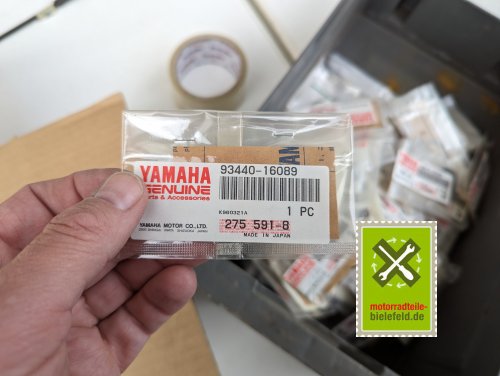 YAMAHA
GENUINE
Parts & Accessories
93440-16089
K980321A
1 PC
YAMAHA MOTOR CO.,LTD.
275 591-8
MADE IN JAPAN
motorradteile-
bielefeld.de